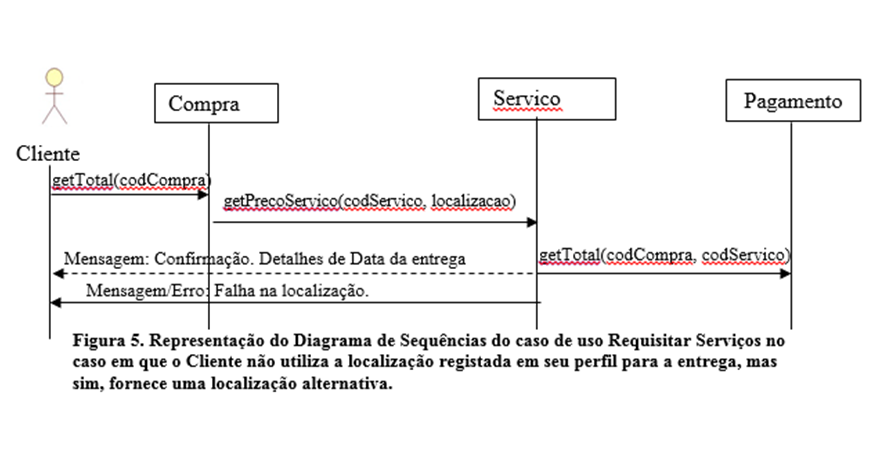 Compra
Servico
Pagamento
Cliente
getTotal(codCompra)
getPrecoServico(codServico, localizacao)
getTotal(codCompra, codServico)
Mensagem: Confirmação. Detalhes de Data da entrega
Mensagem/Erro: Falha na localização.
Figura 5. Representação do Diagrama de Sequências do caso de uso Requisitar Serviços no
caso em que o Cliente não utiliza a localização registada em seu perfil para a entrega, mas
sim, fornece uma localização alternativa.